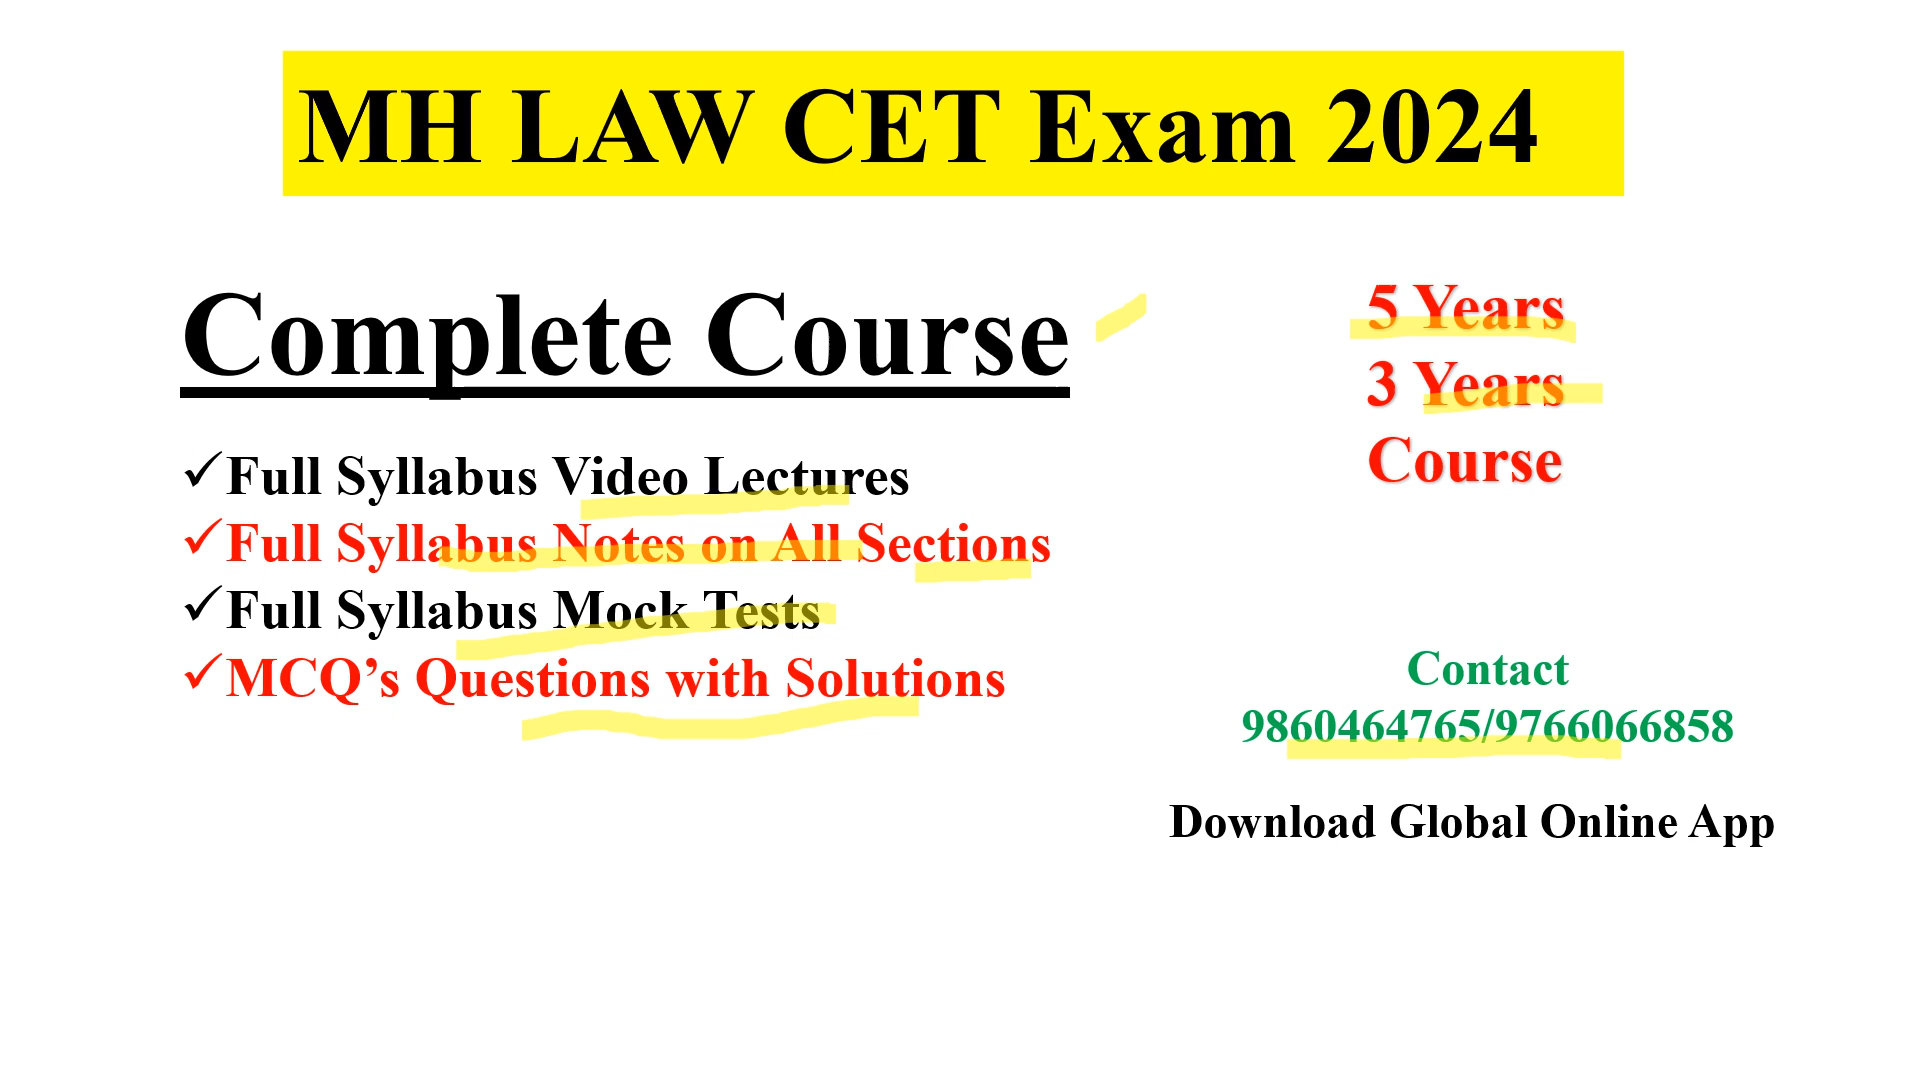 MH LAW CET Exam 2024
Complete Course
✓Full Syllabus Video Lectures
✓Full Syllabus Notes on All Sections
✓Full Syllabus Mock Tests
✓MCQ’s Questions with Solutions
5 Years
3 Years
Course
Contact
9860464765/9766066858
Download Global Online App